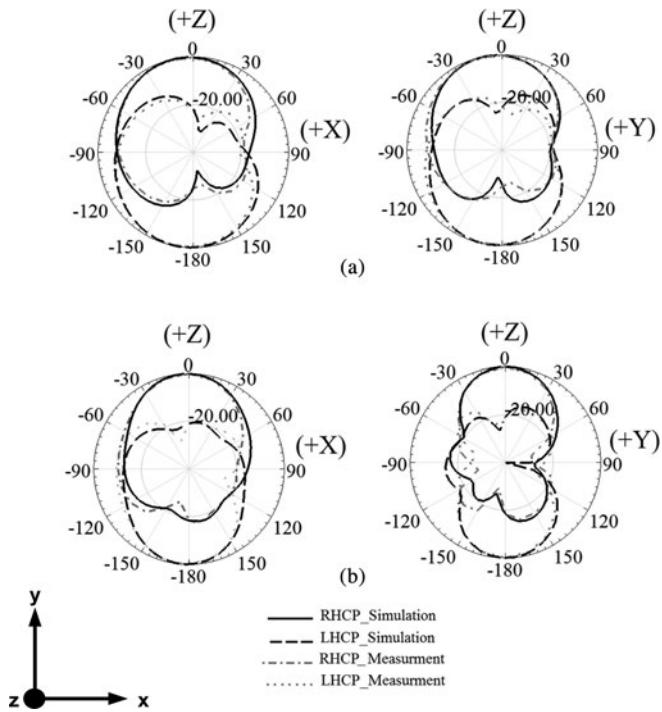 (+Z) (+Z)
0 0
-30 30 -30 30
-60 -20.00 60 -60 -20.00 60
(+X) (+Y)
-90 90 -90 90
-120 120 -120 120
-150 150 -150 150
-180 -180
(a)
(+Z) (+Z)
0 0
-30 30 -30 30
-60 -20.00 60 -60 -20.00 60
(+X) (+Y)
-90 90 -90 90
-120 120 -120 120
-150 150 -150 150
-180 -180
(b)
y
z x
RHCP_Simulation
LHCP_Simulation
RHCP_Measurment
LHCP_Measurment